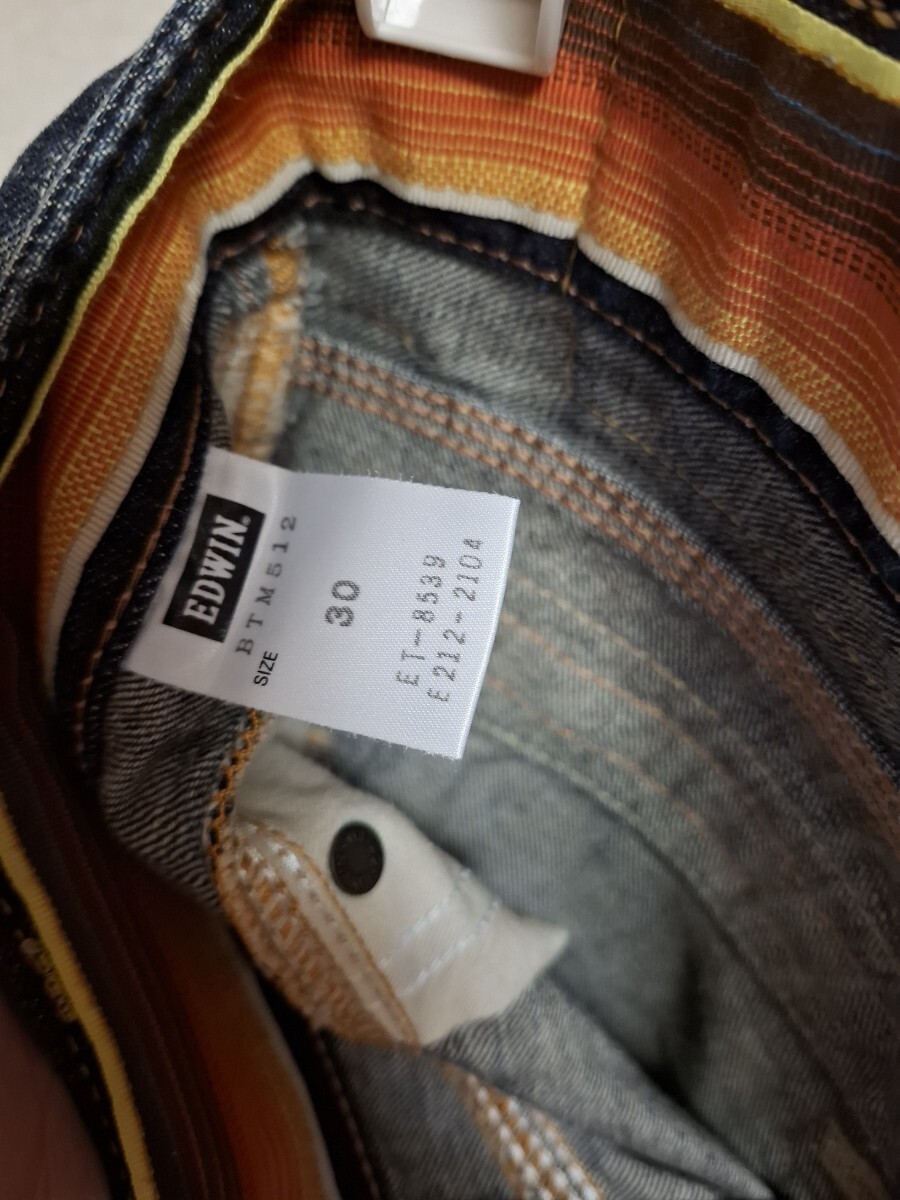 EDWIN®
BTM512
SIZE
30
ET-8539
E212-2104